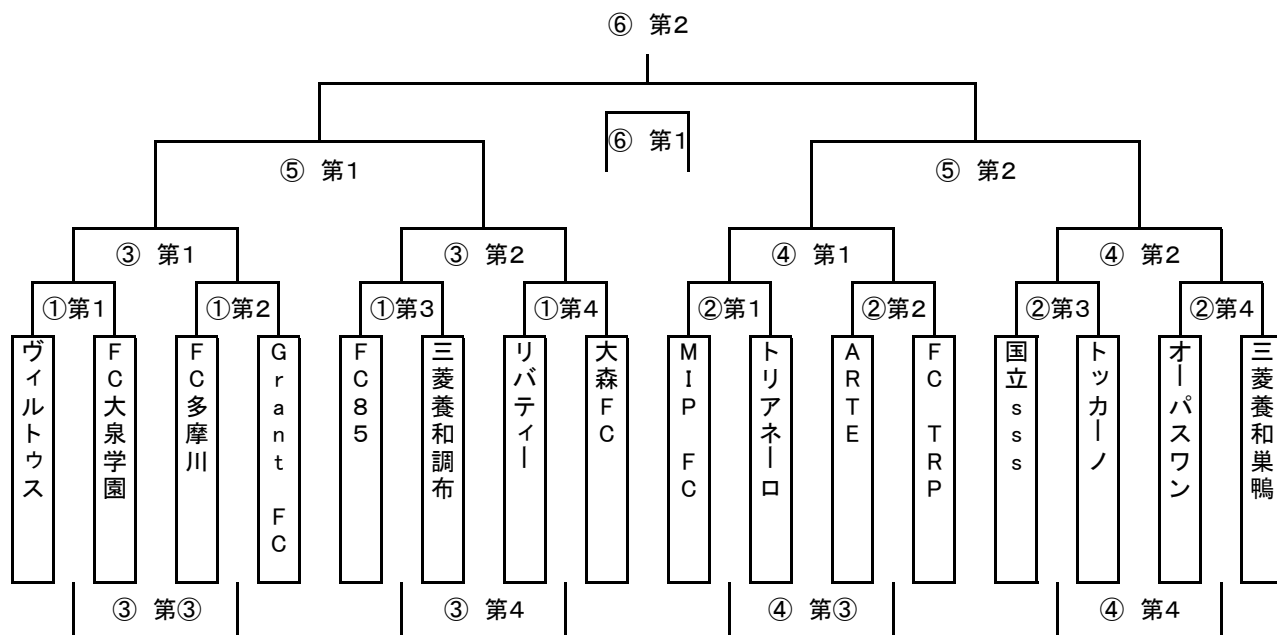 ⑥ 第2
⑥ 第1
⑤ 第1
⑤ 第2
③ 第1
③ 第2
④ 第1
④ 第2
①第1
①第2
①第3
①第4
②第1
②第2
②第3
②第4
ヴィルトゥス
FC大泉学園
FC多摩川
Grant FC
FC85
三菱養和調布
リバティー
大森FC
MIP FC
トリアネーロ
ARTE
FC TRP
国立sss
トッカーノ
オーパスワン
三菱養和巣鴨
③ 第③
③ 第4
④ 第③
④ 第4